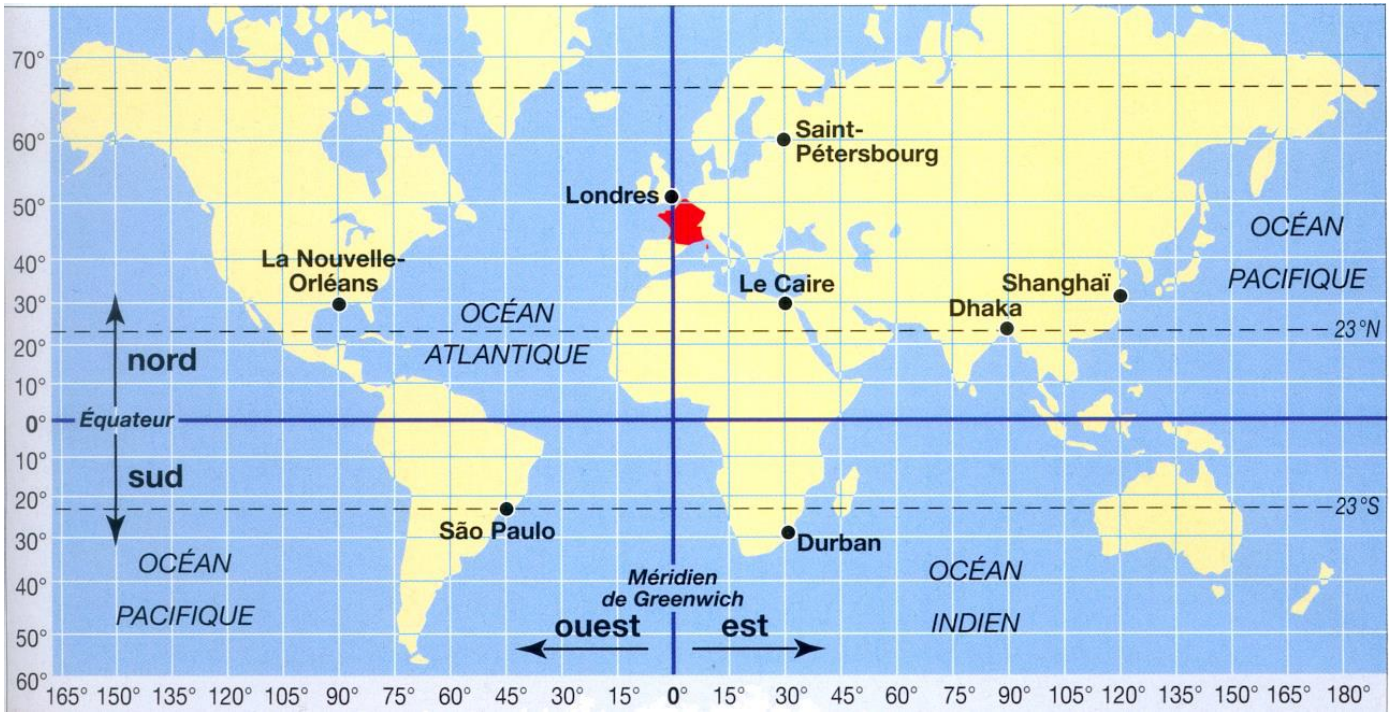 70°
60°
50°
40°
30°
20°
10°
0°
10°
20°
30°
40°
50°
60°
Saint-
Pétersbourg
Londres
OCÉAN
PACIFIQUE
La Nouvelle-
Orléans
Le Caire
Shanghaï
Dhaka
OCÉAN
ATLANTIQUE
23°N
nord
Équateur
sud
23°S
São Paulo
Durban
OCÉAN
PACIFIQUE
Méridien
de Greenwich
OCÉAN
INDIEN
ouest
est
165° 150° 135° 120° 105° 90° 75° 60° 45° 30° 15° 0° 15° 30° 45° 60° 75° 90° 105° 120° 135° 150° 165° 180°